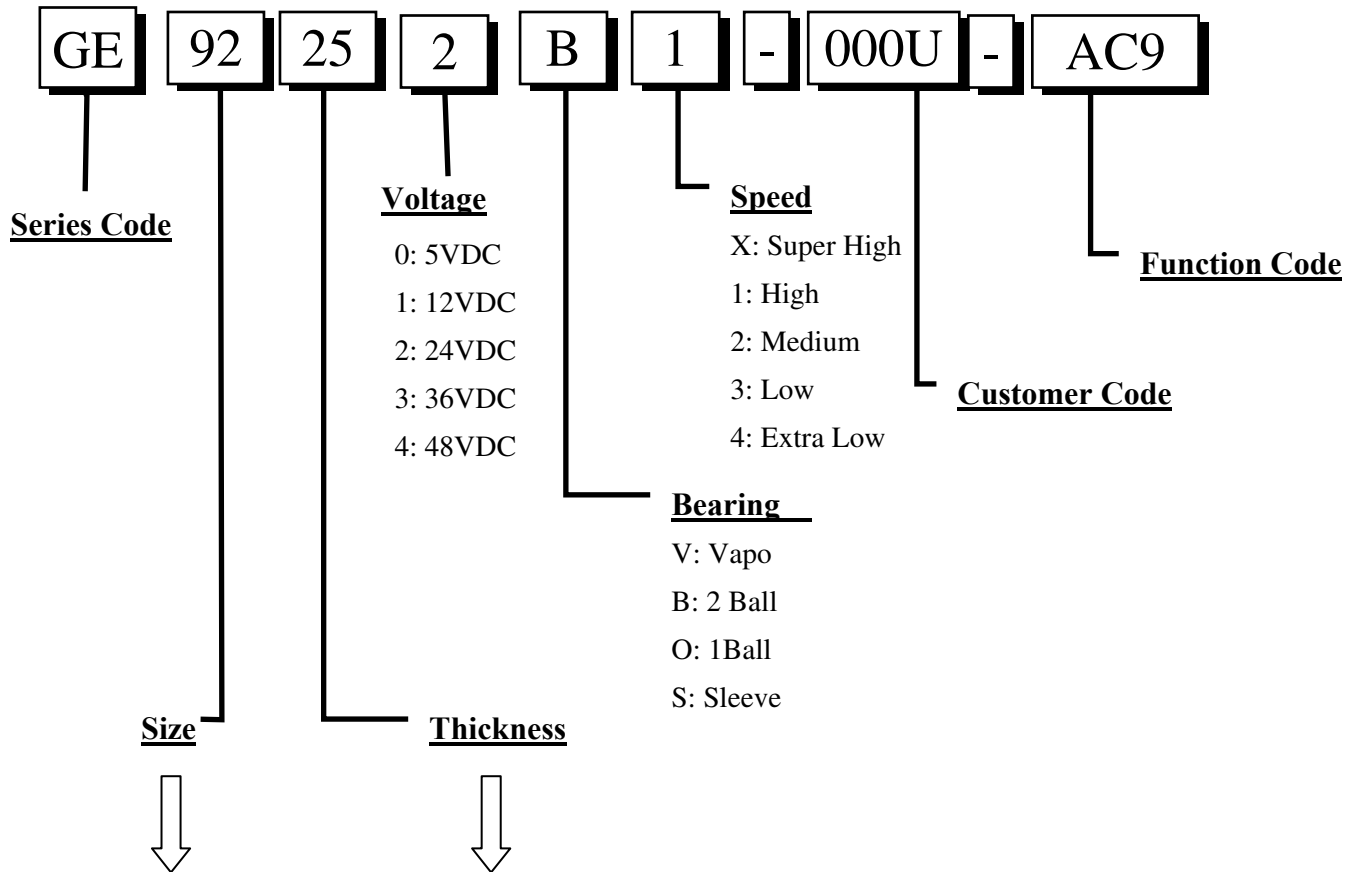 GE 92 25 2 B 1 - 000U - AC9
Series Code
Voltage
0: 5VDC
1: 12VDC
2: 24VDC
3: 36VDC
4: 48VDC
Speed
X: Super High
1: High
2: Medium
3: Low
4: Extra Low
Function Code
Customer Code
Bearing
V: Vapo
B: 2 Ball
O: 1Ball
S: Sleeve
Size
Thickness